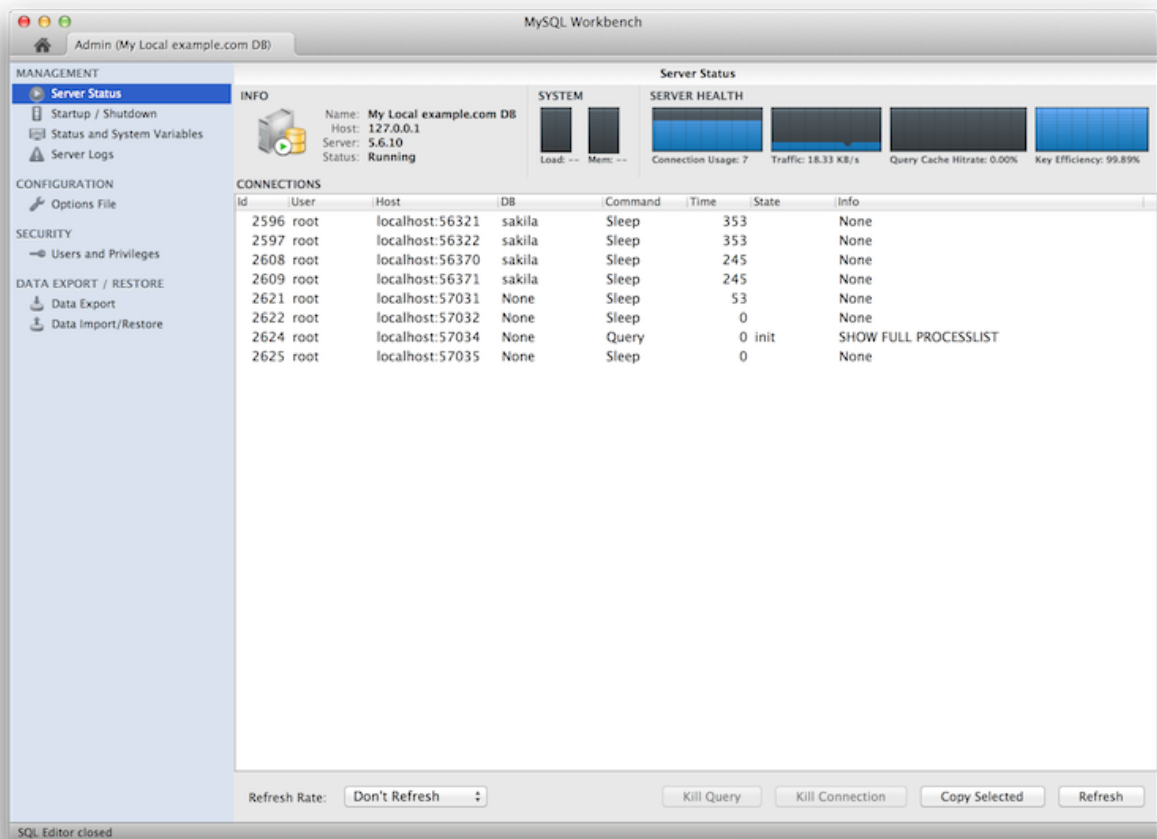 MySQL Workbench
Admin (My Local example.com DB)
MANAGEMENT
Server Status
Startup / Shutdown
Status and System Variables
Server Logs
CONFIGURATION
Options File
SECURITY
Users and Privileges
DATA EXPORT / RESTORE
Data Export
Data Import/Restore
Server Status
INFO
Name: My Local example.com DB
Host: 127.0.0.1
Server: 5.6.10
Status: Running
SYSTEM
Load: -- Mem: --
SERVER HEALTH
Connection Usage: 7 Traffic: 18.33 KB/s Query Cache Hitrate: 0.00% Key Efficiency: 99.89%
CONNECTIONS
Id User Host DB Command Time State Info
2596 root localhost:56321 sakila Sleep 353 None
2597 root localhost:56322 sakila Sleep 353 None
2608 root localhost:56370 sakila Sleep 245 None
2609 root localhost:56371 sakila Sleep 245 None
2621 root localhost:57031 None Sleep 53 None
2622 root localhost:57032 None Sleep 0 None
2624 root localhost:57034 None Query 0 init SHOW FULL PROCESSLIST
2625 root localhost:57035 None Sleep 0 None
Refresh Rate: Don't Refresh Kill Query Kill Connection Copy Selected Refresh
SQL Editor closed